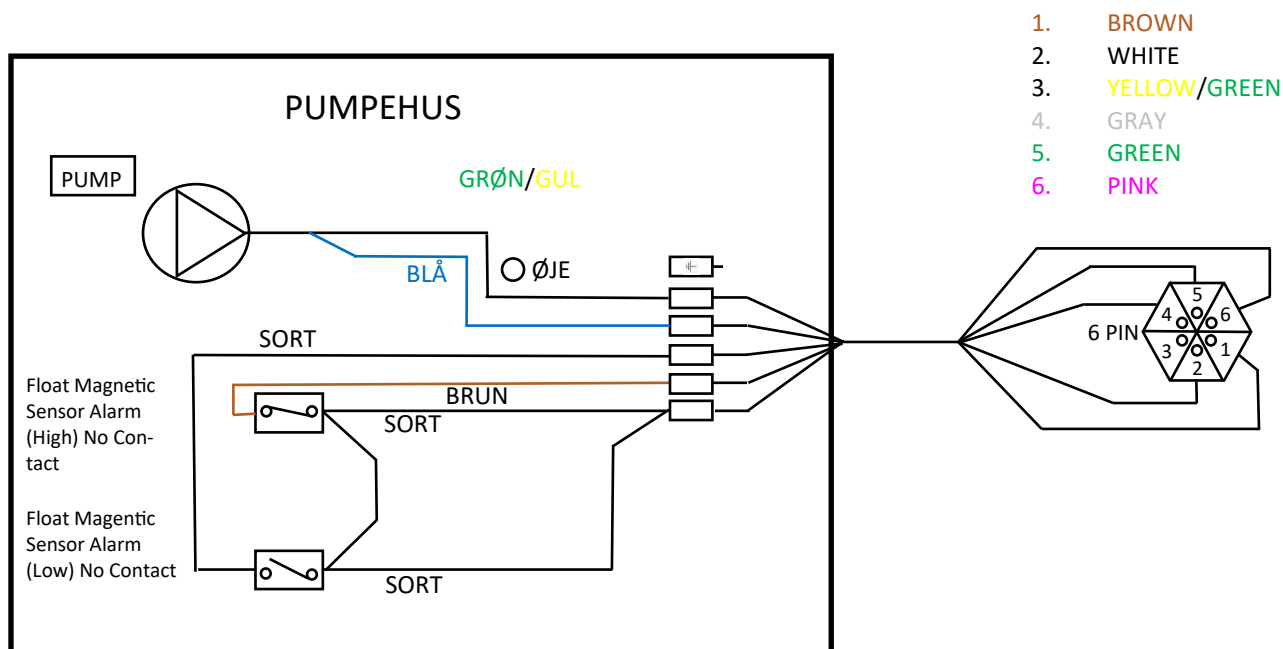 1. BROWN
2. WHITE
3. YELLOW/GREEN
4. GRAY
5. GREEN
6. PINK
PUMPEHUS
PUMP
GRØN/GUL
BLÅ
ØJE
SORT
BRUN
SORT
Float Magnetic
Sensor Alarm
(High) No Con-
tact
Float Magentic
Sensor Alarm
(Low) No Contact
SORT
6 PIN
5
4
6
3
1
2